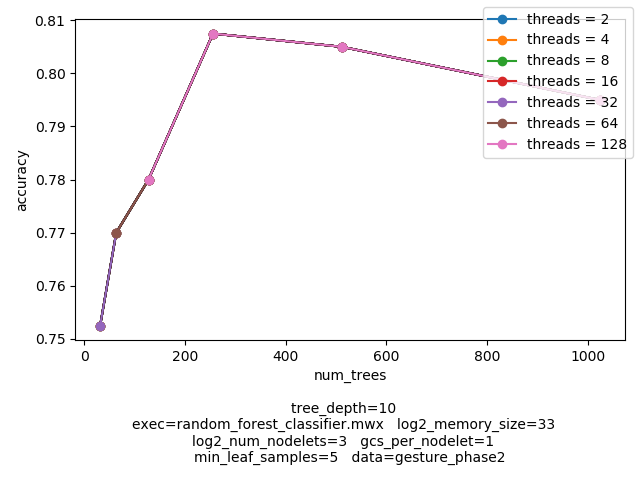 0.81
0.80
0.79
0.78
0.77
0.76
0.75
accuracy
threads = 2
threads = 4
threads = 8
threads = 16
threads = 32
threads = 64
threads = 128
0
200
400
600
800
1000
num_trees
tree_depth=10
exec=random_forest_classifier.mwx log2_memory_size=33
log2_num_nodelets=3 gcs_per_nodelet=1
min_leaf_samples=5 data=gesture_phase2